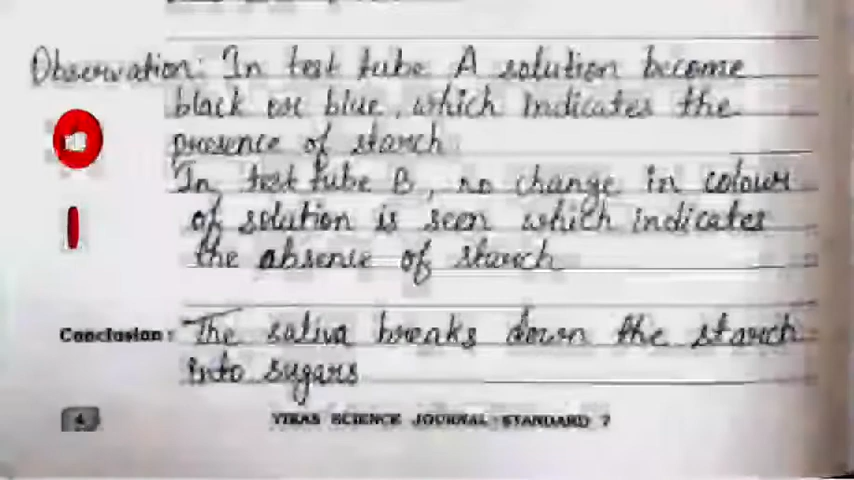 Observation: In test tube A solution become
black or blue, which indicates the
presence of starch
In test tube B, no change in colour
of solution is seen which indicates
the absence of starch
Conclusion: The saliva breaks down the starch
into sugars
4 VIKAS SCIENCE JOURNAL - STANDARD 7